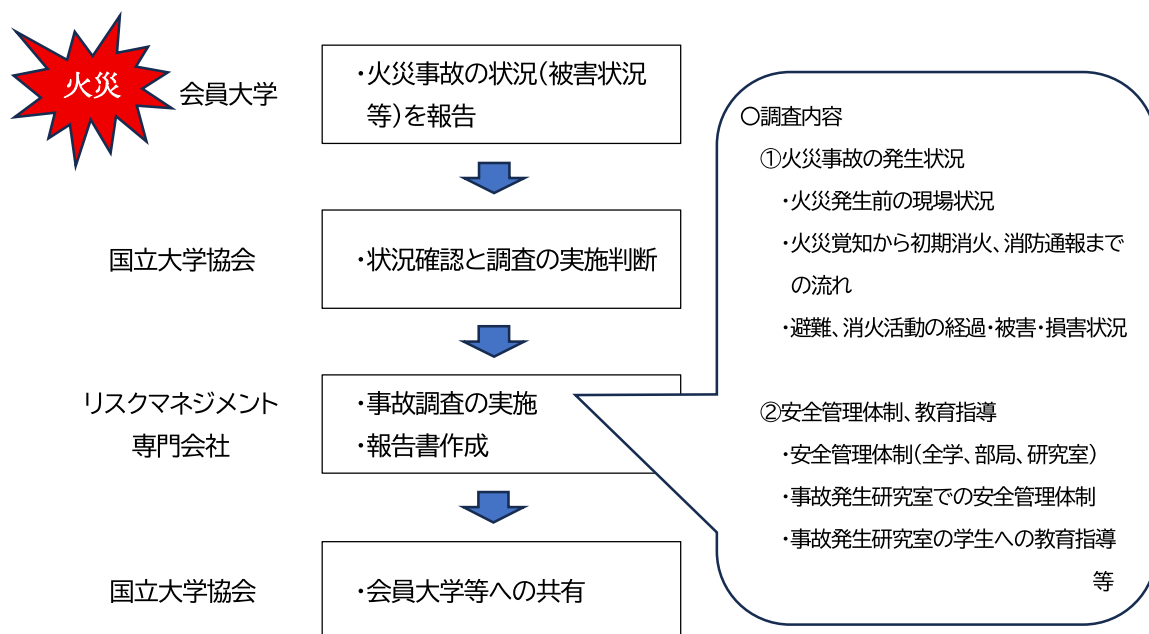 火災
会員大学
・火災事故の状況(被害状況
等)を報告
国立大学協会
・状況確認と調査の実施判断
リスクマネジメント
専門会社
・事故調査の実施
・報告書作成
国立大学協会
・会員大学等への共有
〇調査内容
①火災事故の発生状況
・火災発生前の現場状況
・火災覚知から初期消火、消防通報まで
の流れ
・避難、消火活動の経過・被害・損害状況
②安全管理体制、教育指導
・安全管理体制(全学、部局、研究室)
・事故発生研究室での安全管理体制
・事故発生研究室の学生への教育指導
等